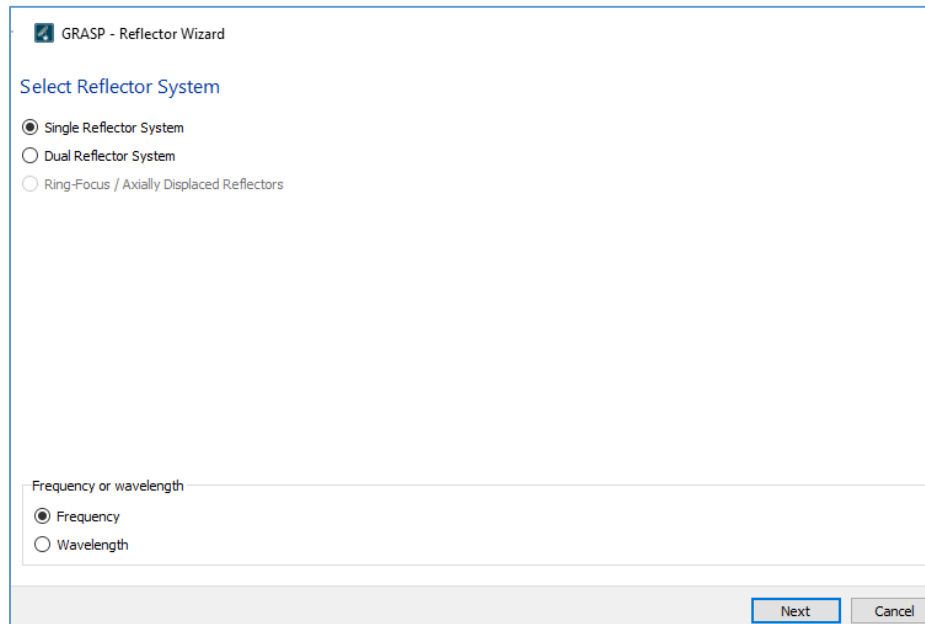 GRASP - Reflector Wizard
Select Reflector System
Single Reflector System
Dual Reflector System
Ring-Focus / Axially Displaced Reflectors
Frequency or wavelength
Frequency
Wavelength
Next Cancel